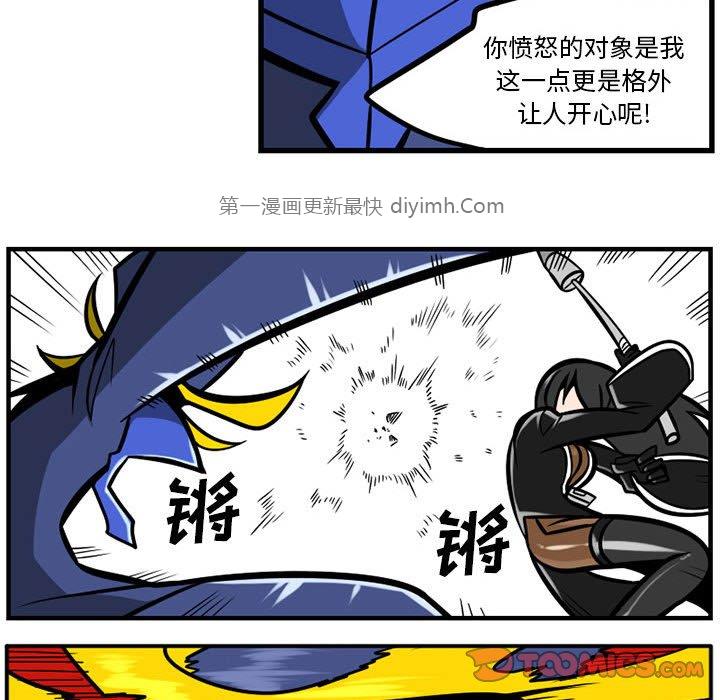 你愤怒的对象是我
这一点更是格外
让人开心呢!
第一漫画更新最快 diyimh.Com
锵
锵
TOOMICS.COM